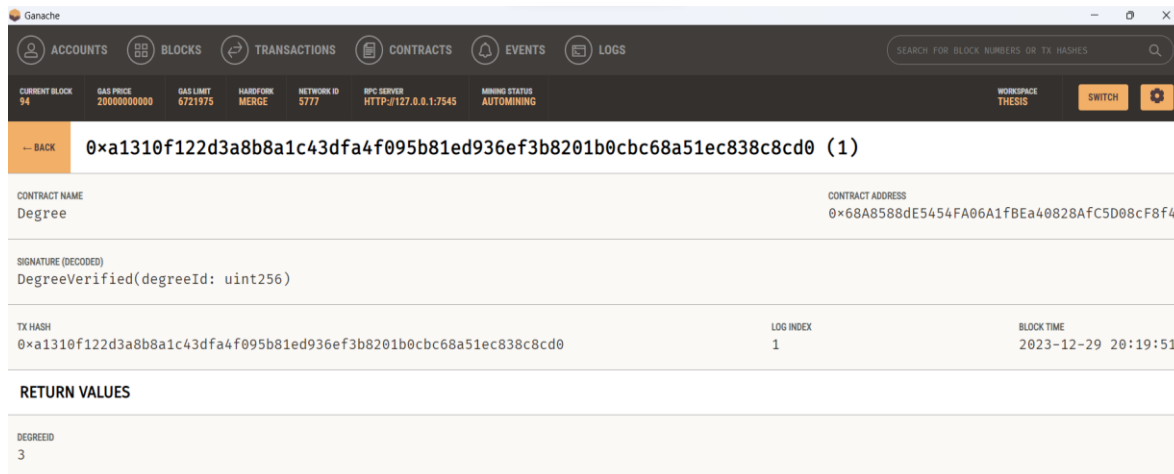 Ganache
ACCOUNTS BLOCKS TRANSACTIONS CONTRACTS EVENTS LOGS SEARCH FOR BLOCK NUMBERS OR TX HASHES
CURRENT BLOCK GAS PRICE GAS LIMIT HARDFORK NETWORK ID RPC SERVER MINING STATUS WORKSPACE
94 20000000000 6721975 MERGE 5777 HTTP://127.0.0.1:7545 AUTOMINING THESIS SWITCH
← BACK 0×a1310f122d3a8b8a1c43dfa4f095b81ed936ef3b8201b0cbc68a51ec838c8cd0 (1)
CONTRACT NAME CONTRACT ADDRESS
Degree 0×68A8588dE5454FA06A1fBEa40828AfC5D08cF8f4
SIGNATURE (DECODED)
DegreeVerified(degreeId: uint256)
TX HASH LOG INDEX BLOCK TIME
0×a1310f122d3a8b8a1c43dfa4f095b81ed936ef3b8201b0cbc68a51ec838c8cd0 1 2023-12-29 20:19:51
RETURN VALUES
DEGREEID
3